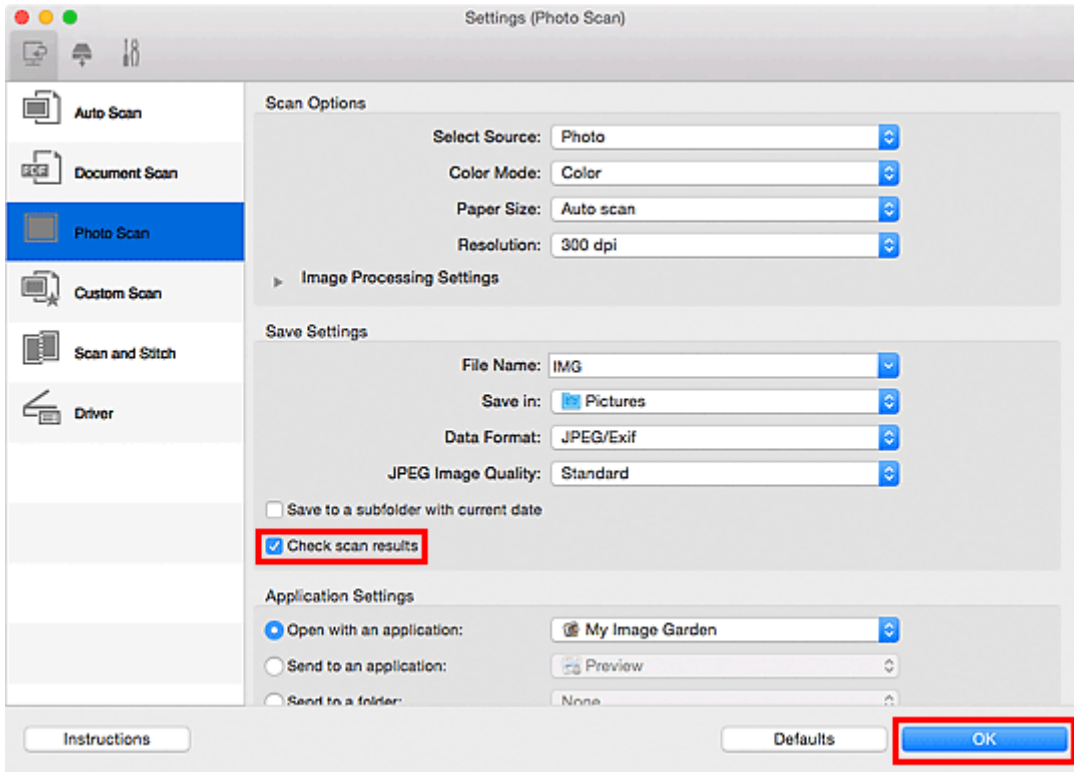 Settings (Photo Scan)
Auto Scan
Document Scan
Photo Scan
Custom Scan
Scan and Stitch
Driver
Scan Options
Select Source: Photo
Color Mode: Color
Paper Size: Auto scan
Resolution: 300 dpi
Image Processing Settings
Save Settings
File Name: IMG
Save in: Pictures
Data Format: JPEG/Exif
JPEG Image Quality: Standard
Save to a subfolder with current date
Check scan results
Application Settings
Open with an application: My Image Garden
Send to an application: Preview
Send to a folder: None
Instructions Defaults OK